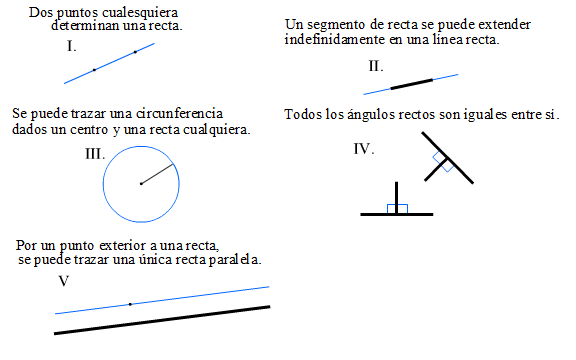 Dos puntos cualesquiera
determinan una recta.
I.
Un segmento de recta se puede extender
indefinidamente en una línea recta.
II.
Se puede trazar una circunferencia
dados un centro y una recta cualquiera.
III.
Todos los ángulos rectos son iguales entre si.
IV.
Por un punto exterior a una recta,
se puede trazar una única recta paralela.
V